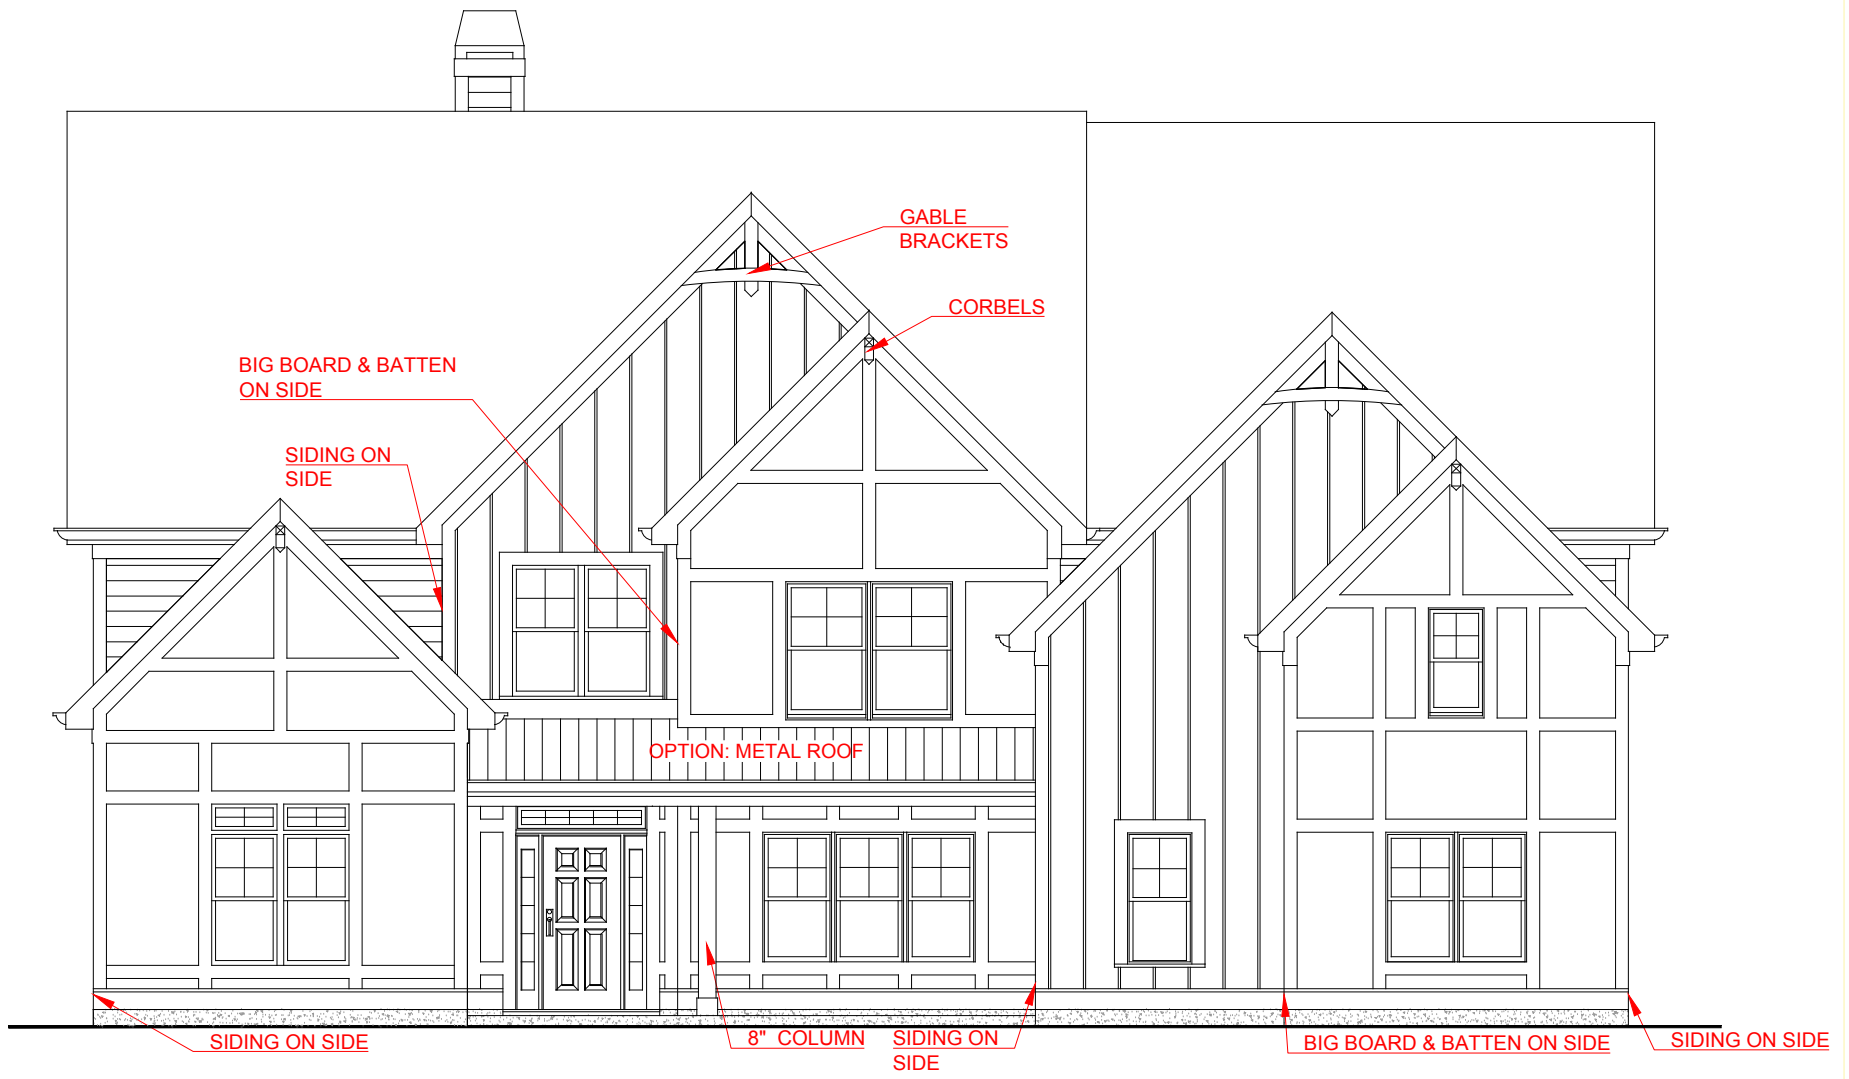 GABLE
BRACKETS
CORBELS
BIG BOARD & BATTEN
ON SIDE
SIDING ON
SIDE
OPTION: METAL ROOF
SIDING ON SIDE
8" COLUMN
SIDING ON
SIDE
BIG BOARD & BATTEN ON SIDE
SIDING ON SIDE